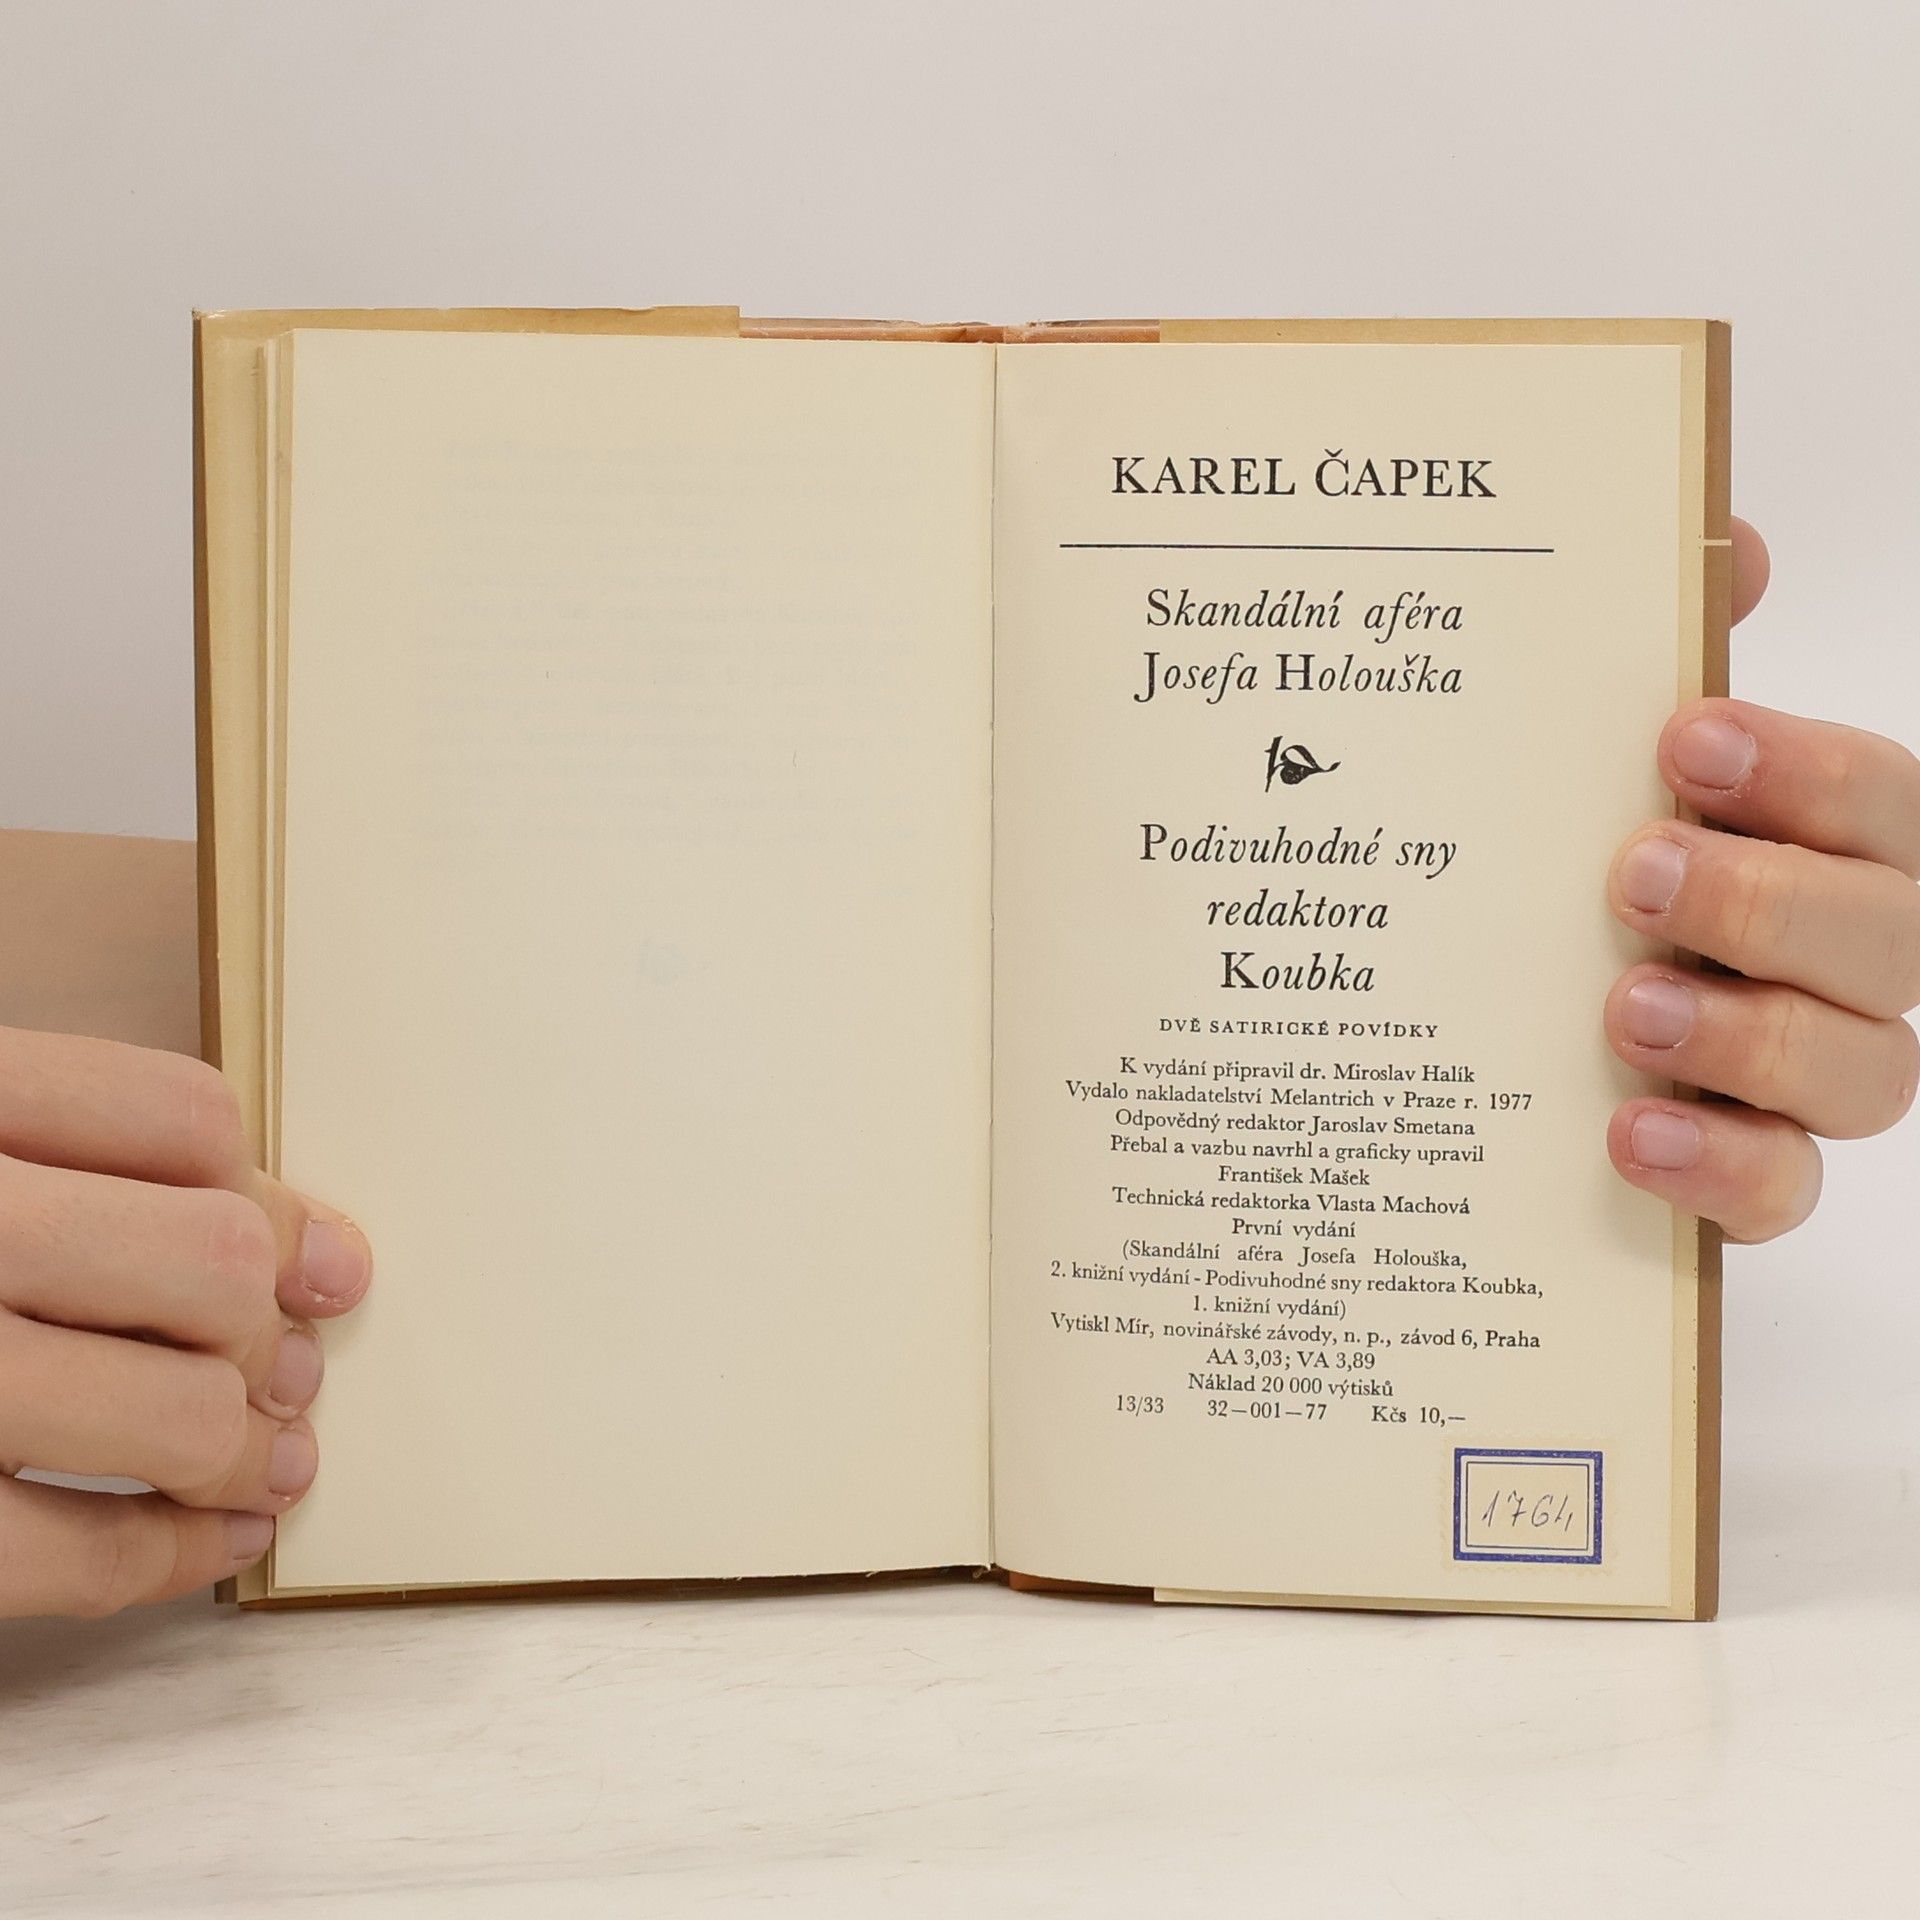 KAREL ČAPEK
Skandální aféra
Josefa Holouška
Podivuhodné sny
redaktora
Koubka
DVĚ SATIRICKÉ POVÍDKY
K vydání připravil dr. Miroslav Halík
Vydalo nakladatelství Melantrich v Praze r. 1977
Odpovědný redaktor Jaroslav Smetana
Přebal a vazbu navrhl a graficky upravil
František Mašek
Technická redaktorka Vlasta Machová
První vydání
(Skandální aféra Josefa Holouška,
2. knižní vydání - Podivuhodné sny redaktora Koubka,
1. knižní vydání)
Vytiskl Mír, novinářské závody, n. p., závod 6, Praha
AA 3,03; VA 3,89
Náklad 20 000 výtisků
13/33 32—001—77 Kčs 10,—
1764